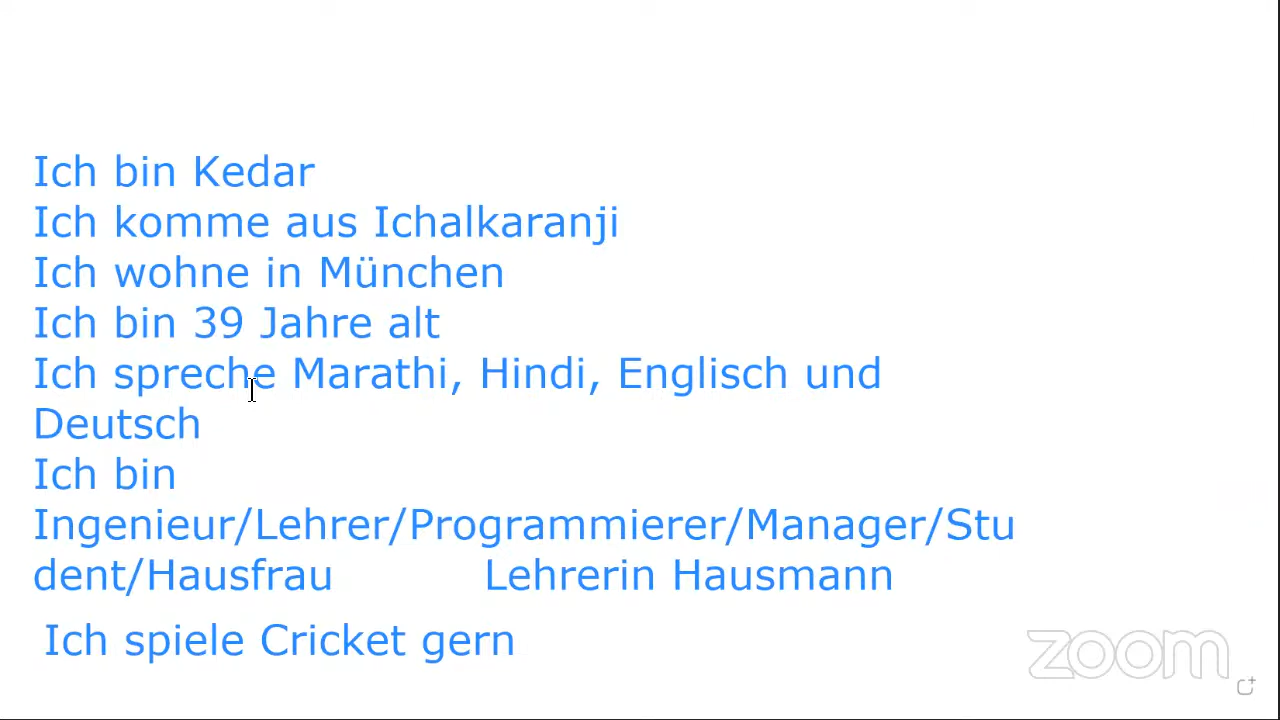 Ich bin Kedar
Ich komme aus Ichalkaranji
Ich wohne in München
Ich bin 39 Jahre alt
Ich spreche Marathi, Hindi, Englisch und
Deutsch
Ich bin
Ingenieur/Lehrer/Programmierer/Manager/Stu
dent/Hausfrau Lehrerin Hausmann
Ich spiele Cricket gern
zoom